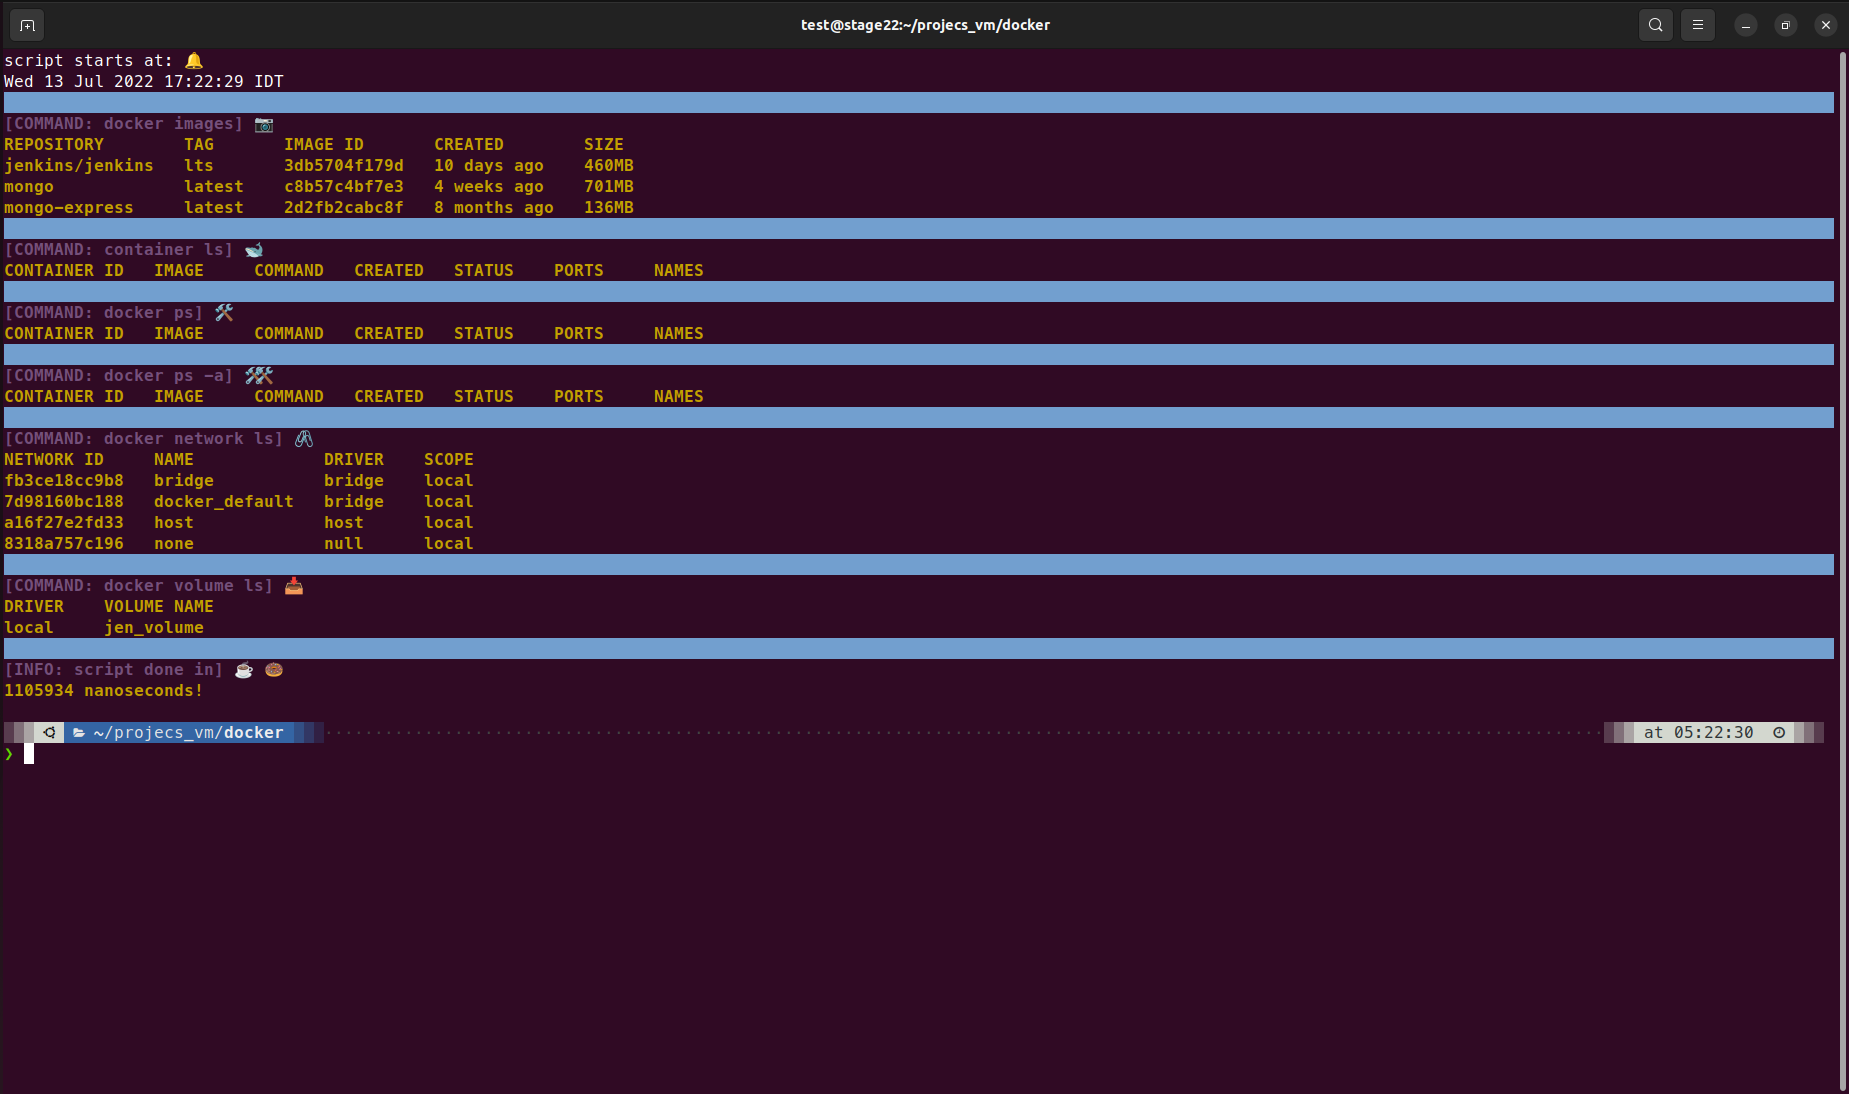 test@stage22:~/projecs_vm/docker
script starts at: 🔔
Wed 13 Jul 2022 17:22:29 IDT
[COMMAND: docker images] 📷
REPOSITORY        TAG       IMAGE ID       CREATED        SIZE
jenkins/jenkins   lts       3db5704f179d   10 days ago    460MB
mongo             latest    c8b57c4bf7e3   4 weeks ago    701MB
mongo-express     latest    2d2fb2cabc8f   8 months ago   136MB
[COMMAND: container ls] 🐋
CONTAINER ID   IMAGE     COMMAND   CREATED   STATUS    PORTS     NAMES
[COMMAND: docker ps] 🛠
CONTAINER ID   IMAGE     COMMAND   CREATED   STATUS    PORTS     NAMES
[COMMAND: docker ps -a] 🛠🛠
CONTAINER ID   IMAGE     COMMAND   CREATED   STATUS    PORTS     NAMES
[COMMAND: docker network ls] 🖇
NETWORK ID     NAME             DRIVER    SCOPE
fb3ce18cc9b8   bridge           bridge    local
7d98160bc188   docker_default   bridge    local
a16f27e2fd33   host             host      local
8318a757c196   none             null      local
[COMMAND: docker volume ls] 📥
DRIVER    VOLUME NAME
local     jen_volume
[INFO: script done in] ☕ 🍩
1105934 nanoseconds!
~/projecs_vm/docker at 05:22:30
❯